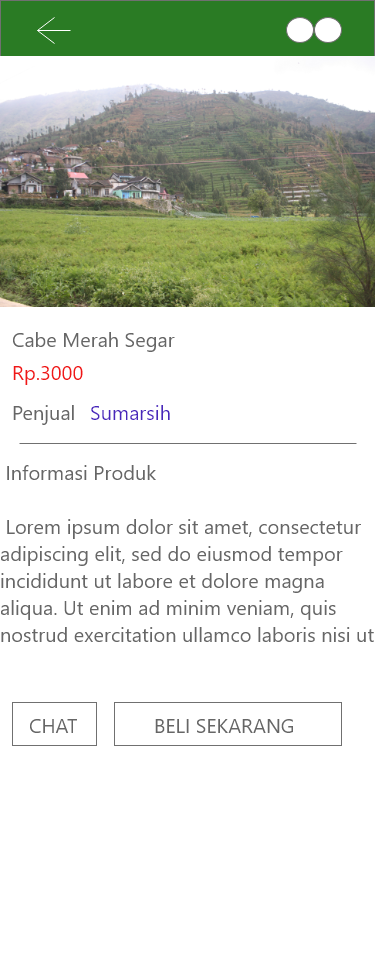 Cabe Merah Segar
Rp.3000
Penjual Sumarsih
Informasi Produk
Lorem ipsum dolor sit amet, consectetur
adipiscing elit, sed do eiusmod tempor
incididunt ut labore et dolore magna
aliqua. Ut enim ad minim veniam, quis
nostrud exercitation ullamco laboris nisi ut
CHAT
BELI SEKARANG